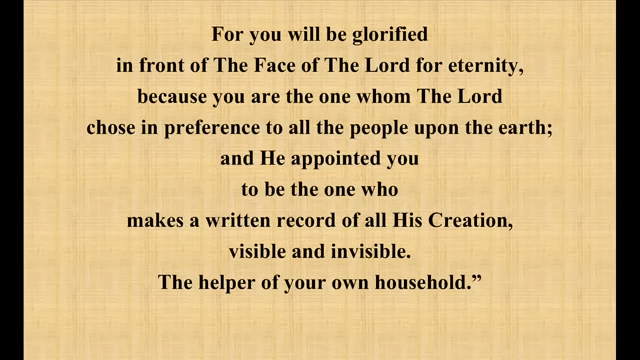 For you will be glorified
in front of The Face of The Lord for eternity,
because you are the one whom The Lord
chose in preference to all the people upon the earth;
and He appointed you
to be the one who
makes a written record of all His Creation,
visible and invisible.
The helper of your own household.”